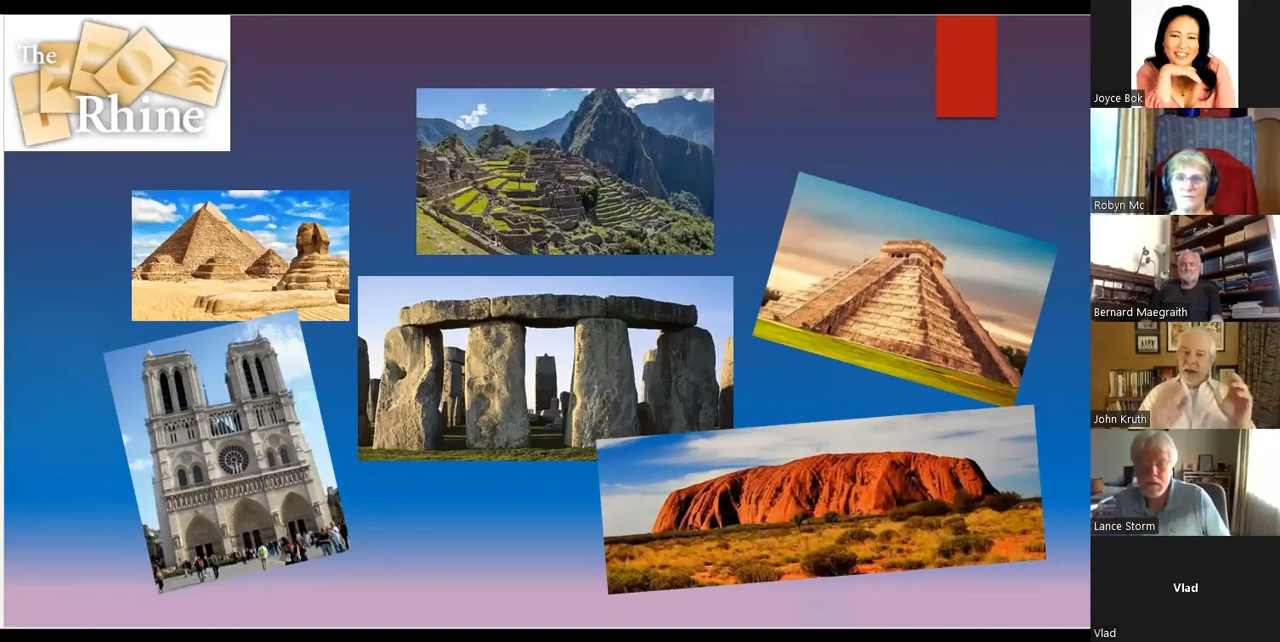 The
Rhine
Joyce Bok
Robyn Mc
Bernard Maegraith
John Kruth
Lance Storm
Vlad
Vlad